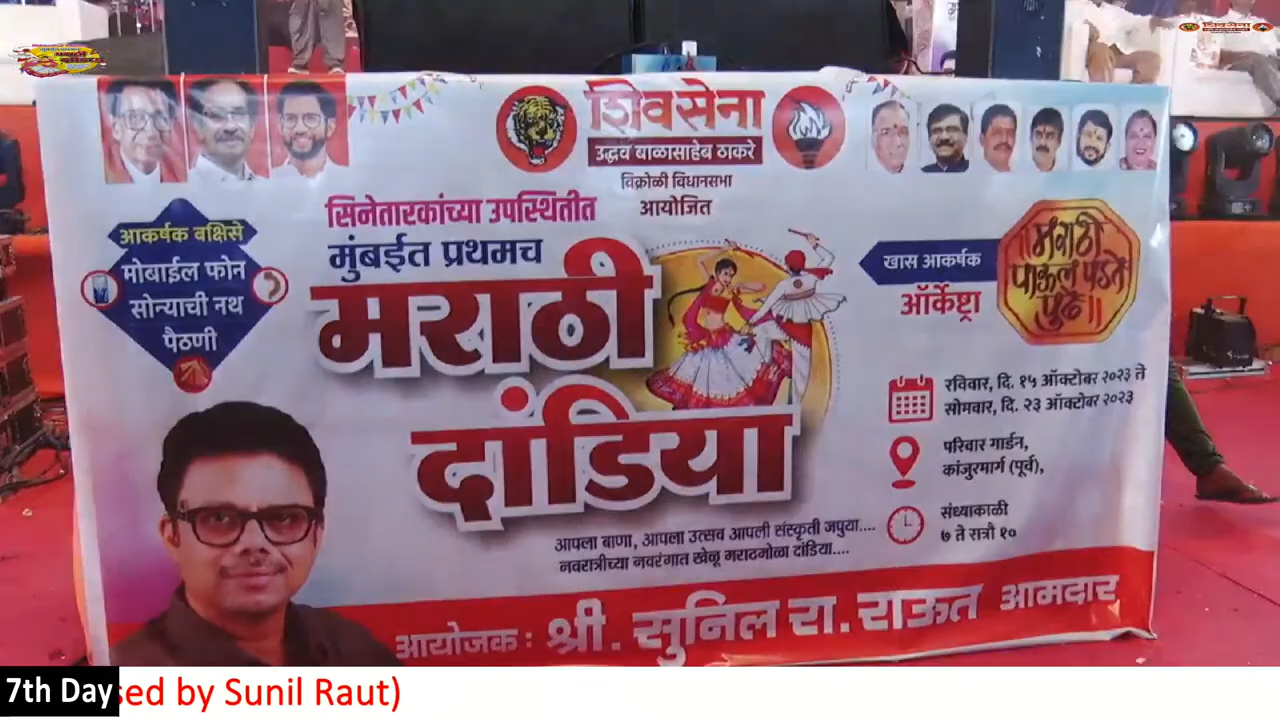 शिवसेना
उद्धव बाळासाहेब ठाकरे
विक्रोळी विधानसभा
आयोजित
सिनेतारकांच्या उपस्थितीत
मुंबईत प्रथमच
मराठी
दांडिया
आकर्षक बक्षिसे
मोबाईल फोन
सोन्याची नथ
पैठणी
खास आकर्षक
ऑर्केष्ट्रा
॥मराठी
पाऊल पडते
पुढे॥
रविवार, दि. १५ ऑक्टोबर २०२३ ते
सोमवार, दि. २३ ऑक्टोबर २०२३
परिवार गार्डन,
कांजुरमार्ग (पूर्व),
संध्याकाळी
७ ते रात्रौ १०
आपला बाणा, आपला उत्सव आपली संस्कृती जपुया....
नवरात्रीच्या नवरंगात खेळू मराठमोळा दांडिया....
आयोजक : श्री. सुनिल रा. राऊत आमदार
7th Day sed by Sunil Raut)